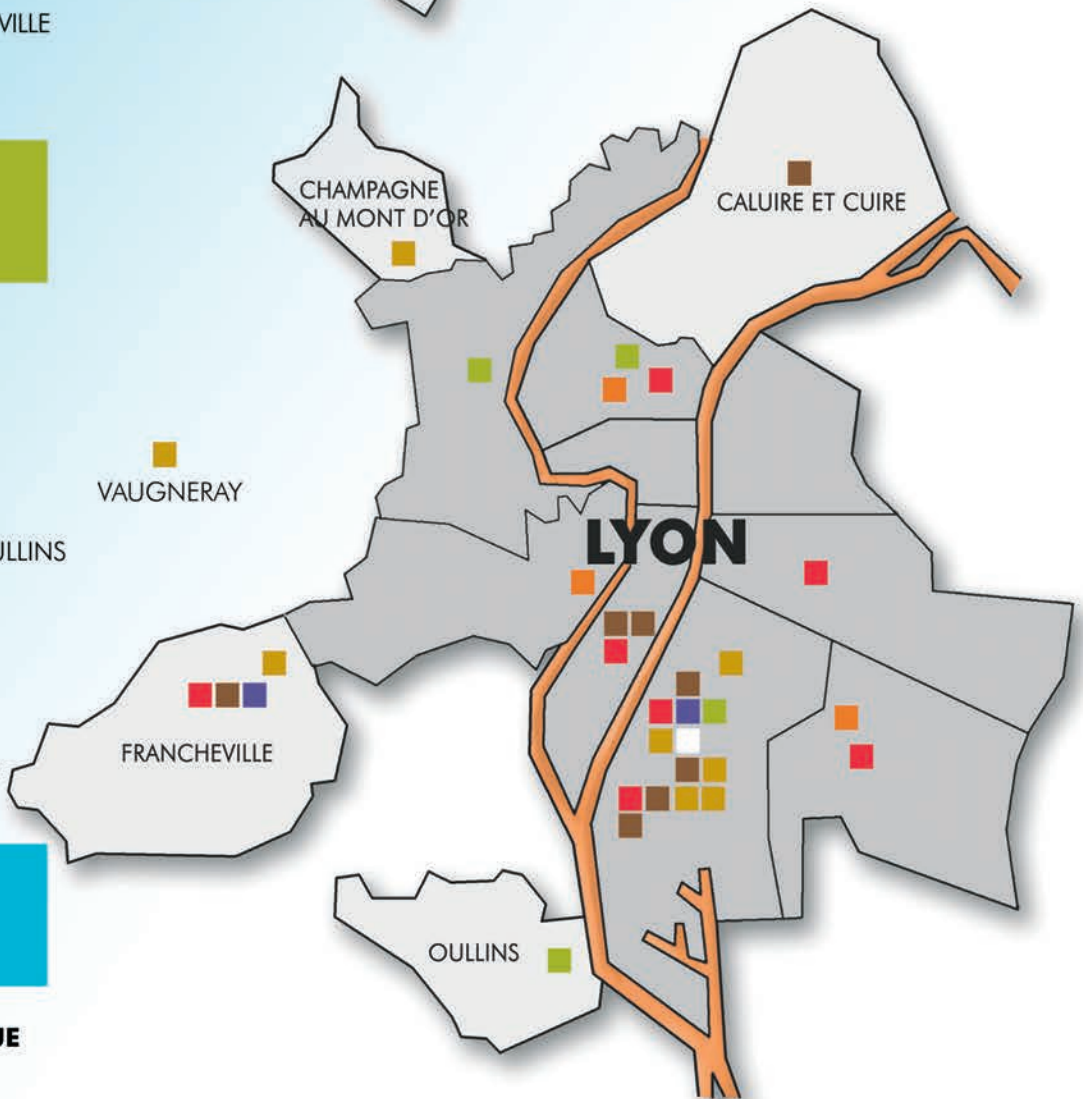 VILLE
CHAMPAGNE
AU MONT D'OR
CALUIRE ET CUIRE
VAUGNERAY
LYON
ULLINS
FRANCHEVILLE
OULLINS
UE